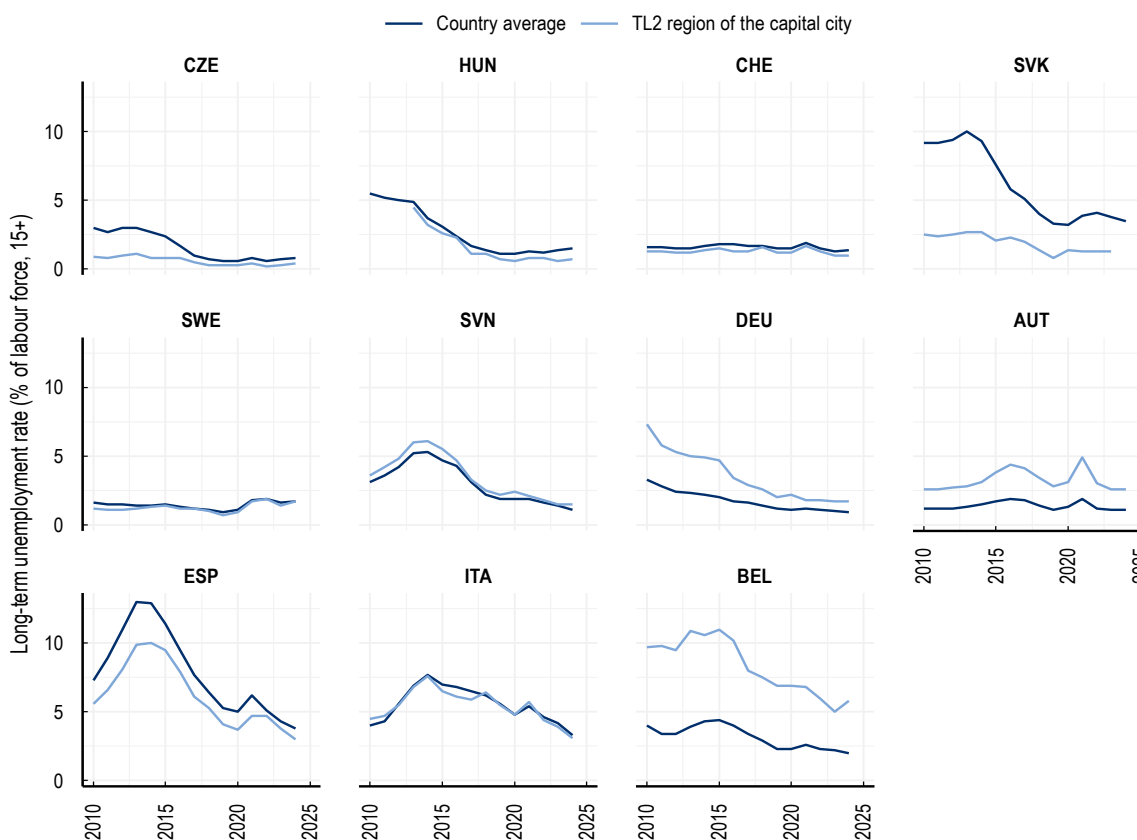 Country average TL2 region of the capital city
Long-term unemployment rate (% of labour force, 15+)
CZE HUN CHE SVK
10
5
0
SWE SVN DEU AUT
10
5
0
2010 2015 2020 2025
ESP ITA BEL
10
5
0
2010 2015 2020 2025 2010 2015 2020 2025 2010 2015 2020 2025